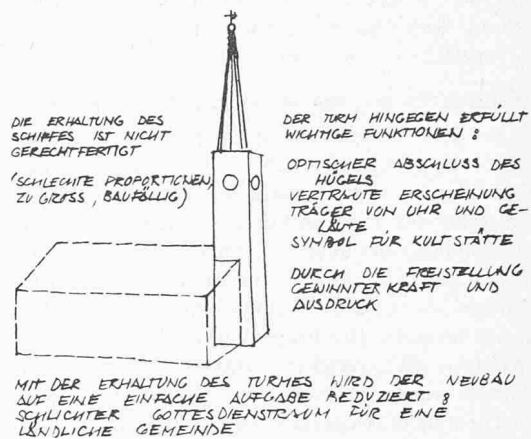 DIE ERHALTUNG DES
SCHIFFES IST NICHT
GERECHTFERTIGT
(SCHLECHTE PROPORTIONEN,
ZU GROSS, BAUFÄLLIG)
DER TURM HINGEGEN ERFÜLLT
WICHTIGE FUNKTIONEN:
OPTISCHER ABSCHLUSS DES
HÜGELS
VERTRAUTE ERSCHEINUNG
TRÄGER VON UHR UND GE-
LÄUTE
SYMBOL FÜR KULTSTÄTTE
DURCH DIE FREISTELLUNG
GEWINNT ER KRAFT UND
AUSDRUCK
MIT DER ERHALTUNG DES TURMES WIRD DER NEUBAU
AUF EINE EINFACHE AUFGABE REDUZIERT:
SCHLICHTER GOTTESDIENSTRAUM FÜR EINE
LÄNDLICHE GEMEINDE